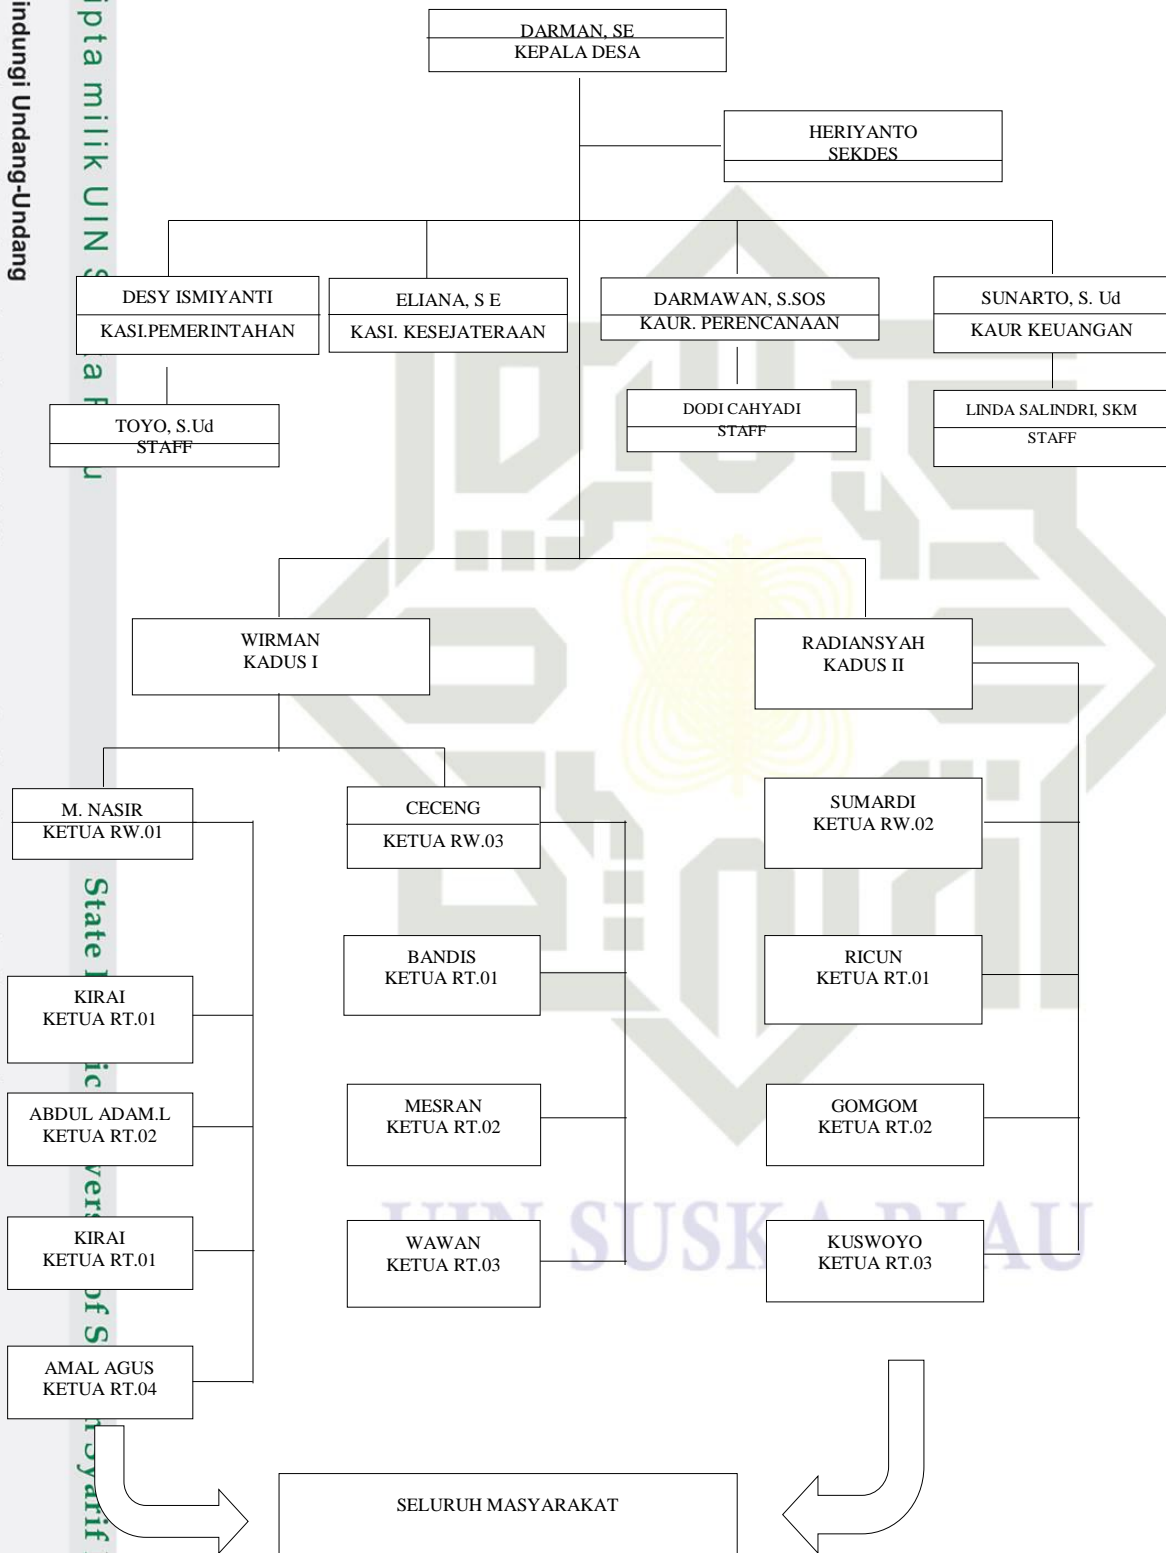 DARMAN, SE
KEPALA DESA
HERIYANTO
SEKDES
DESY ISMIYANTI
KASI.PEMERINTAHAN
ELIANA, S E
KASI. KESEJATERAAN
DARMAWAN, S.SOS
KAUR. PERENCANAAN
SUNARTO, S. Ud
KAUR KEUANGAN
TOYO, S.Ud
STAFF
DODI CAHYADI
STAFF
LINDA SALINDRI, SKM
STAFF
WIRMAN
KADUS I
RADIANSYAH
KADUS II
M. NASIR
KETUA RW.01
CECENG
KETUA RW.03
SUMARDI
KETUA RW.02
KIRAI
KETUA RT.01
BANDIS
KETUA RT.01
RICUN
KETUA RT.01
ABDUL ADAM.L
KETUA RT.02
MESRAN
KETUA RT.02
GOMGOM
KETUA RT.02
KIRAI
KETUA RT.01
WAWAN
KETUA RT.03
KUSWOYO
KETUA RT.03
AMAL AGUS
KETUA RT.04
SELURUH MASYARAKAT
UIN SUSKA RIAU
ipta milik UIN S a R u
indungi Undang-Undang
State I ic vers of S n Syarif